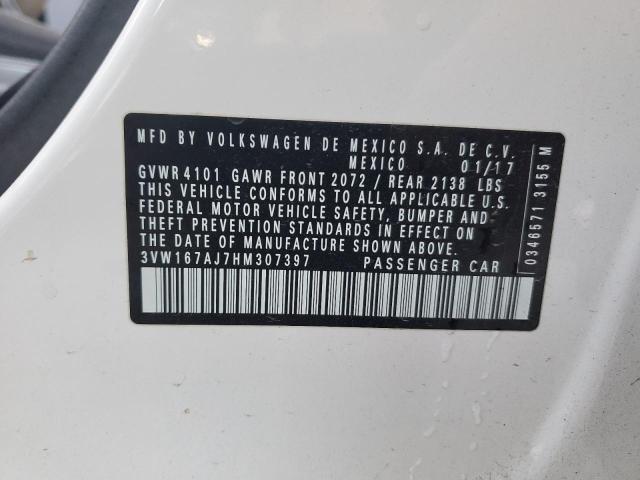 MFD BY VOLKSWAGEN DE MEXICO S.A. DE C.V.
MEXICO 01/17
GVWR 4101 GAWR FRONT 2072 / REAR 2138 LBS
THIS VEHICLE CONFORMS TO ALL APPLICABLE U.S.
FEDERAL MOTOR VEHICLE SAFETY, BUMPER AND
THEFT PREVENTION STANDARDS IN EFFECT ON
THE DATE OF MANUFACTURE SHOWN ABOVE.
3VW167AJ7HM307397 PASSENGER CAR
0346571 3155 M